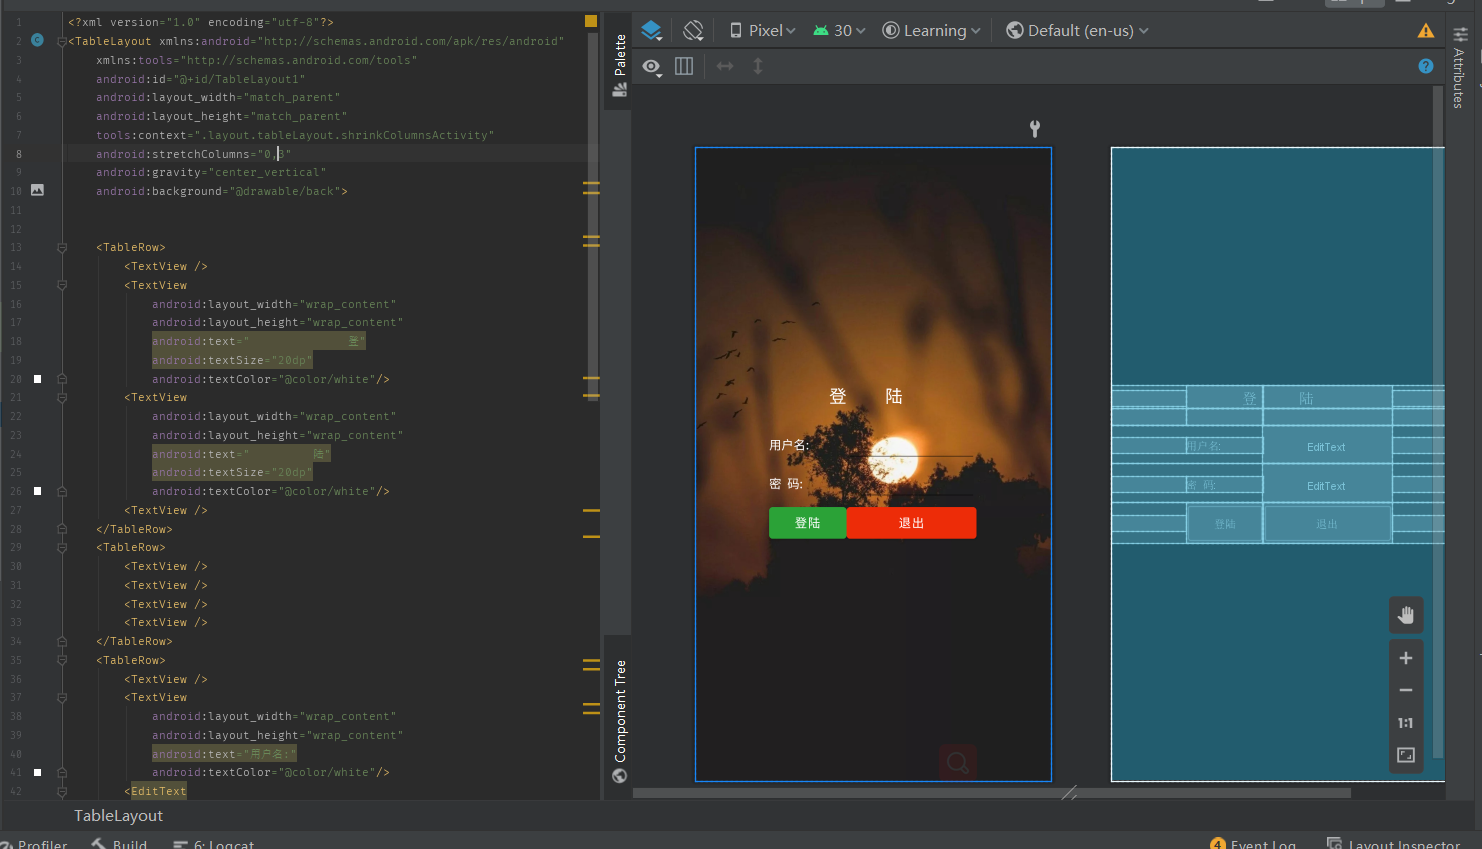 Pixel
30
Learning
Default (en-us)
Palette
Attributes
Component Tree
1 <?xml version="1.0" encoding="utf-8"?>
2 <TableLayout xmlns:android="http://schemas.android.com/apk/res/android"
3 xmlns:tools="http://schemas.android.com/tools"
4 android:id="@+id/TableLayout1"
5 android:layout_width="match_parent"
6 android:layout_height="match_parent"
7 tools:context=".layout.tableLayout.shrinkColumnsActivity"
8 android:stretchColumns="0,3"
9 android:gravity="center_vertical"
10 android:background="@drawable/back">
11
12
13 <TableRow>
14 <TextView />
15 <TextView
16 android:layout_width="wrap_content"
17 android:layout_height="wrap_content"
18 android:text="              登"
19 android:textSize="20dp"
20 android:textColor="@color/white"/>
21 <TextView
22 android:layout_width="wrap_content"
23 android:layout_height="wrap_content"
24 android:text="         陆"
25 android:textSize="20dp"
26 android:textColor="@color/white"/>
27 <TextView />
28 </TableRow>
29 <TableRow>
30 <TextView />
31 <TextView />
32 <TextView />
33 <TextView />
34 </TableRow>
35 <TableRow>
36 <TextView />
37 <TextView
38 android:layout_width="wrap_content"
39 android:layout_height="wrap_content"
40 android:text="用户名:"
41 android:textColor="@color/white"/>
42 <EditText
登 陆
用户名:
密 码:
登陆 退出
登 陆
用户名: EditText
密 码: EditText
登陆 退出
1:1
TableLayout
Profiler
Build
6: Logcat
4 Event Log
Layout Inspector